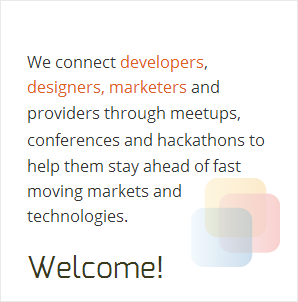 We connect developers,
designers, marketers and
providers through meetups,
conferences and hackathons to
help them stay ahead of fast
moving markets and
technologies.
Welcome!